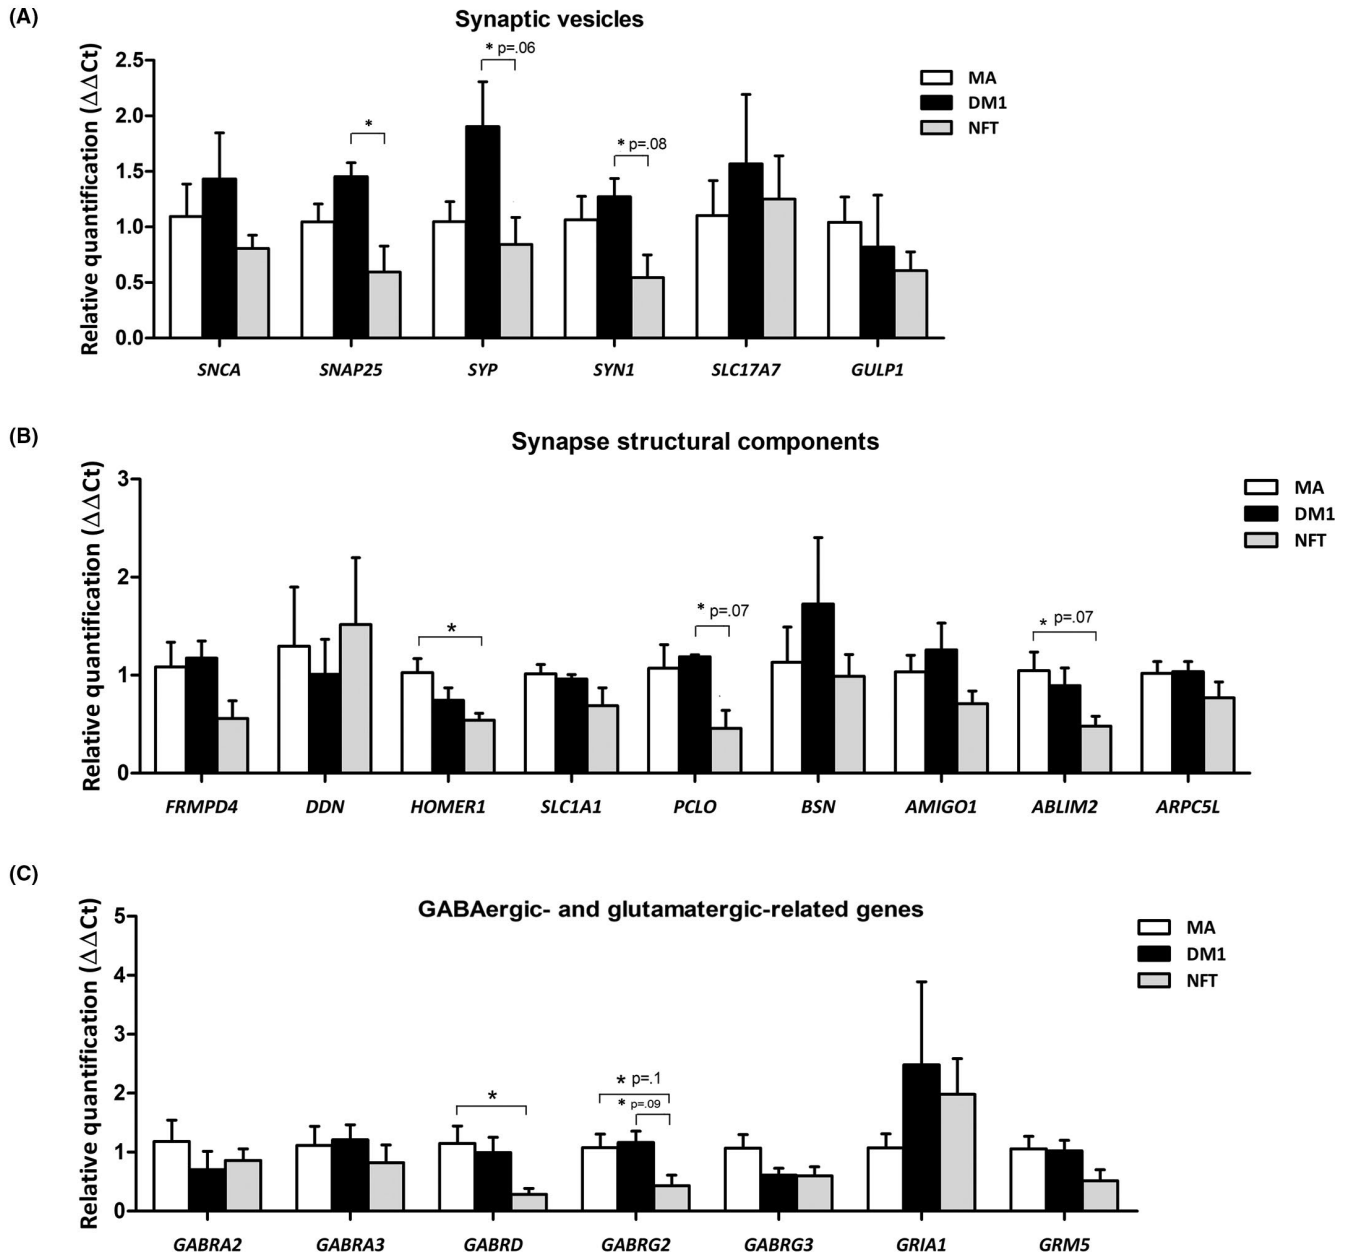 (A)
Synaptic vesicles
Relative quantification (ΔΔCt)
2.5
2.0
1.5
1.0
0.5
0.0
*
* p=.06
* p=.08
MA
DM1
NFT
SNCA SNAP25 SYP SYN1 SLC17A7 GULP1
(B)
Synapse structural components
Relative quantification (ΔΔCt)
3
2
1
0
*
* p=.07
* p=.07
MA
DM1
NFT
FRMPD4 DDN HOMER1 SLC1A1 PCLO BSN AMIGO1 ABLIM2 ARPC5L
(C)
GABAergic- and glutamatergic-related genes
Relative quantification (ΔΔCt)
5
4
3
2
1
0
*
* p=.1
* p=.09
MA
DM1
NFT
GABRA2 GABRA3 GABRD GABRG2 GABRG3 GRIA1 GRM5